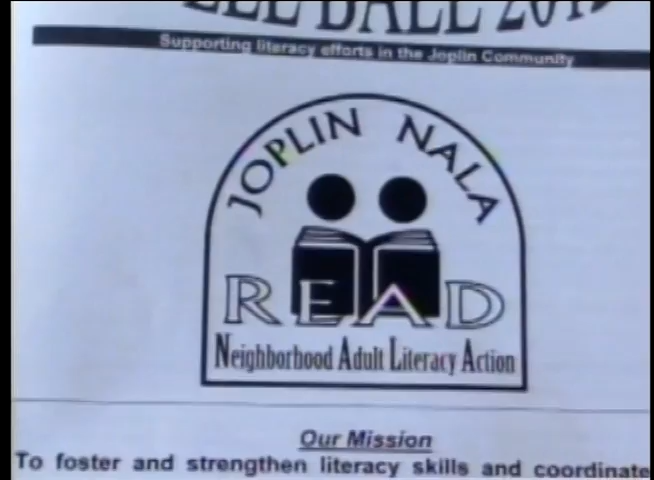 BALL
Supporting literacy efforts in the Joplin Community
JOPLIN NALA
READ
Neighborhood Adult Literacy Action
Our Mission
To foster and strengthen literacy skills and coordinate